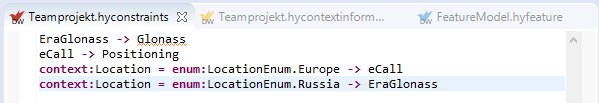 Teamprojekt.hyconstraints
Teamprojekt.hycontextinform...
FeatureModel.hyfeature
EraGlonass -> Glonass
eCall -> Positioning
context:Location = enum:LocationEnum.Europe -> eCall
context:Location = enum:LocationEnum.Russia -> EraGlonass